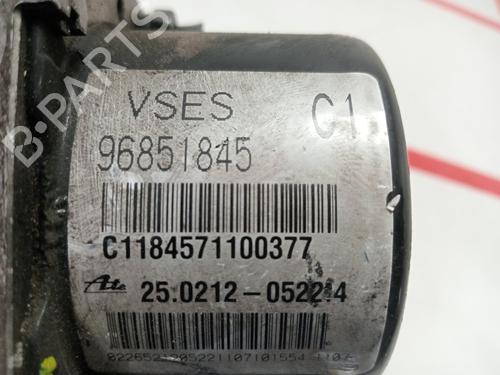 B-PARTS
VSES C1
96851845
C1184571100377
Ate 25.0212-0522.4